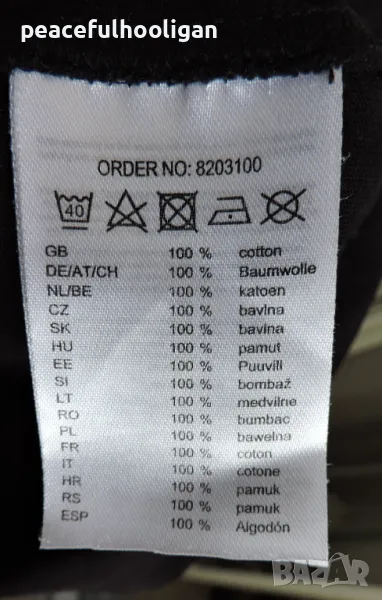 peacefulhooligan
ORDER NO: 8203100
40
GB 100 % cotton
DE/AT/CH 100 % Baumwolle
NL/BE 100 % katoen
CZ 100 % bavlna
SK 100 % bavlna
HU 100 % pamut
EE 100 % Puuvill
SI 100 % bombaž
LT 100 % medvilne
RO 100 % bumbac
PL 100 % bawelna
FR 100 % coton
IT 100 % cotone
HR 100 % pamuk
RS 100 % pamuk
ESP 100 % Algodón
BAZAR